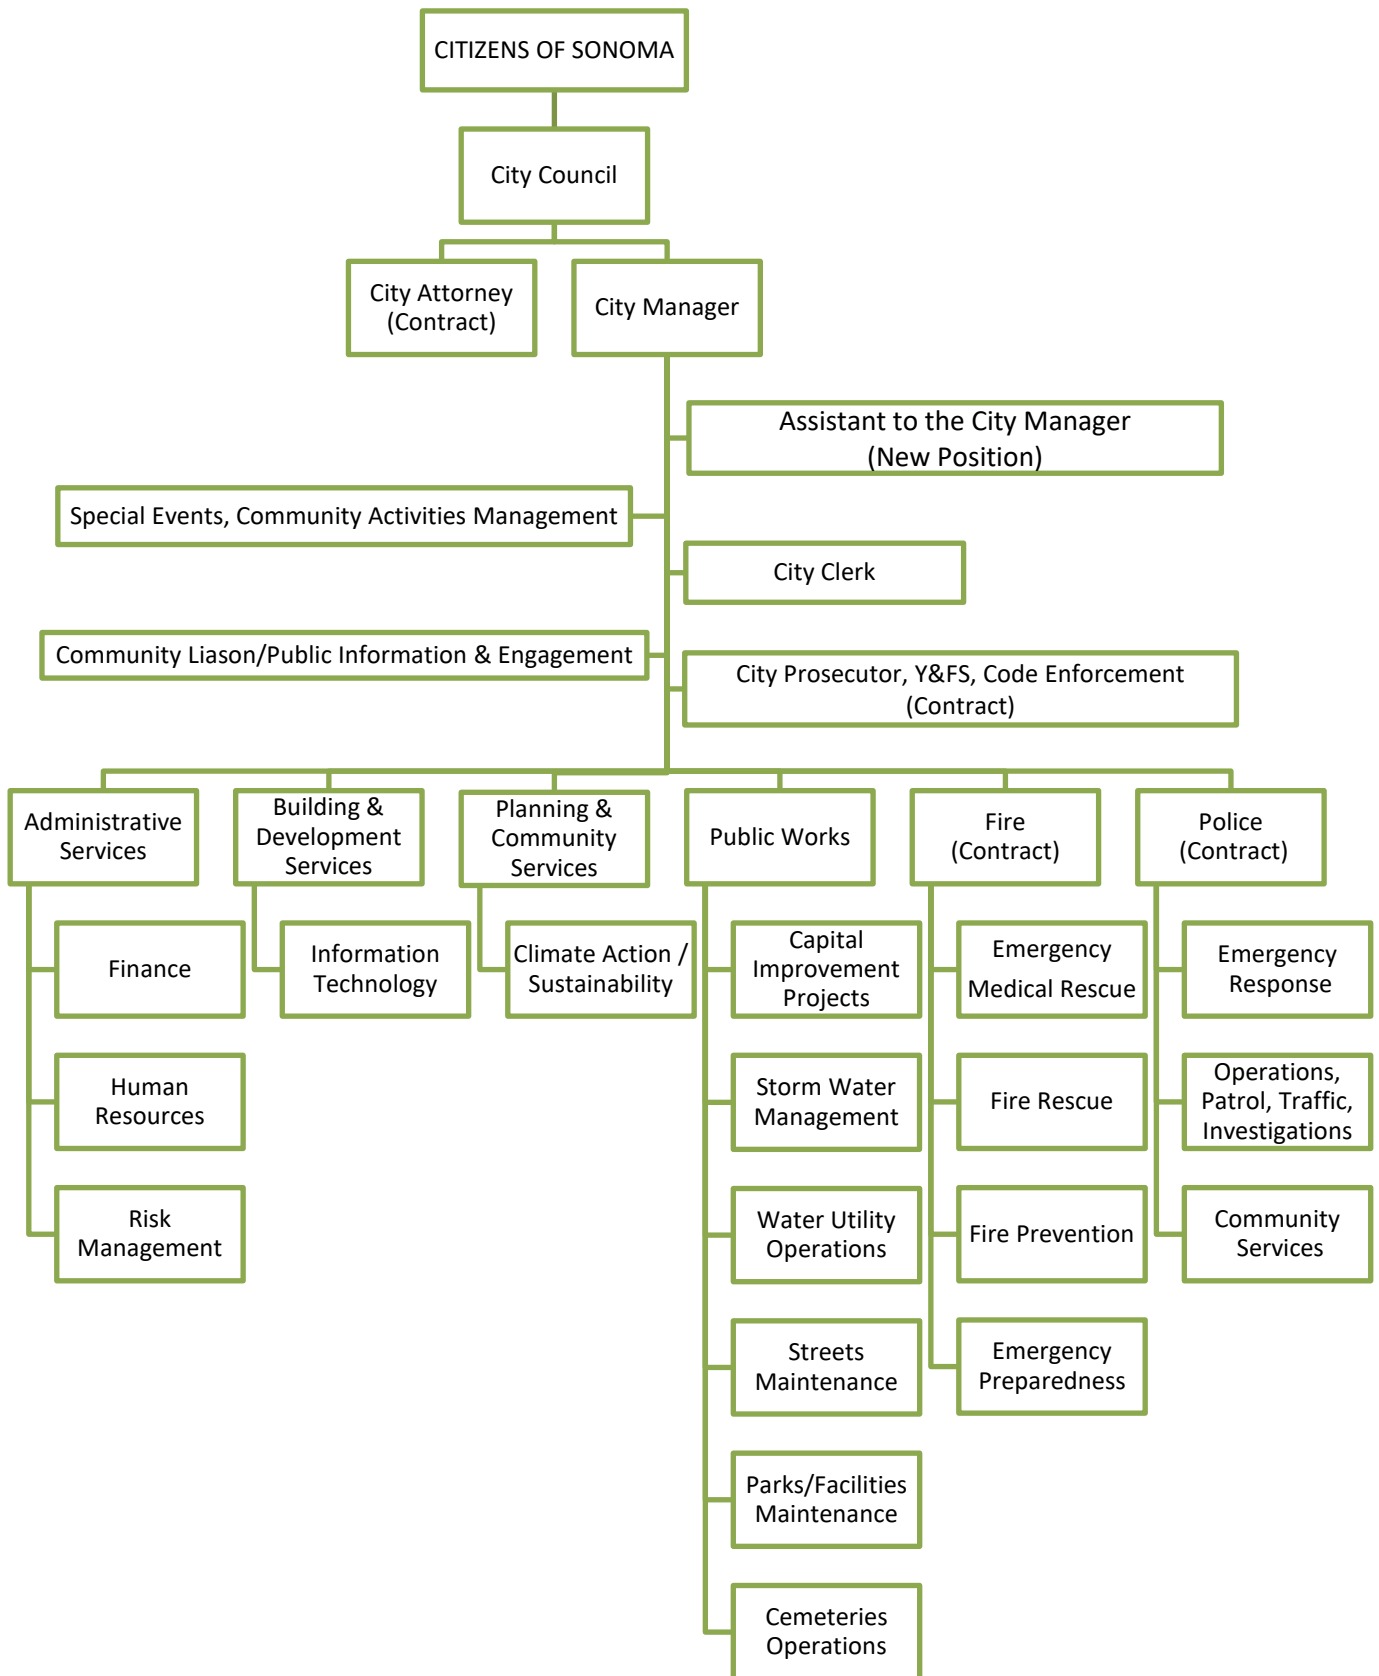 CITIZENS OF SONOMA
City Council
City Attorney
(Contract)
City Manager
Assistant to the City Manager
(New Position)
Special Events, Community Activities Management
City Clerk
Community Liason/Public Information & Engagement
City Prosecutor, Y&FS, Code Enforcement
(Contract)
Administrative
Services
Building &
Development
Services
Planning &
Community
Services
Public Works
Fire
(Contract)
Police
(Contract)
Finance
Information
Technology
Climate Action /
Sustainability
Capital
Improvement
Projects
Emergency
Medical Rescue
Emergency
Response
Human
Resources
Storm Water
Management
Fire Rescue
Operations,
Patrol, Traffic,
Investigations
Risk
Management
Water Utility
Operations
Fire Prevention
Community
Services
Streets
Maintenance
Emergency
Preparedness
Parks/Facilities
Maintenance
Cemeteries
Operations